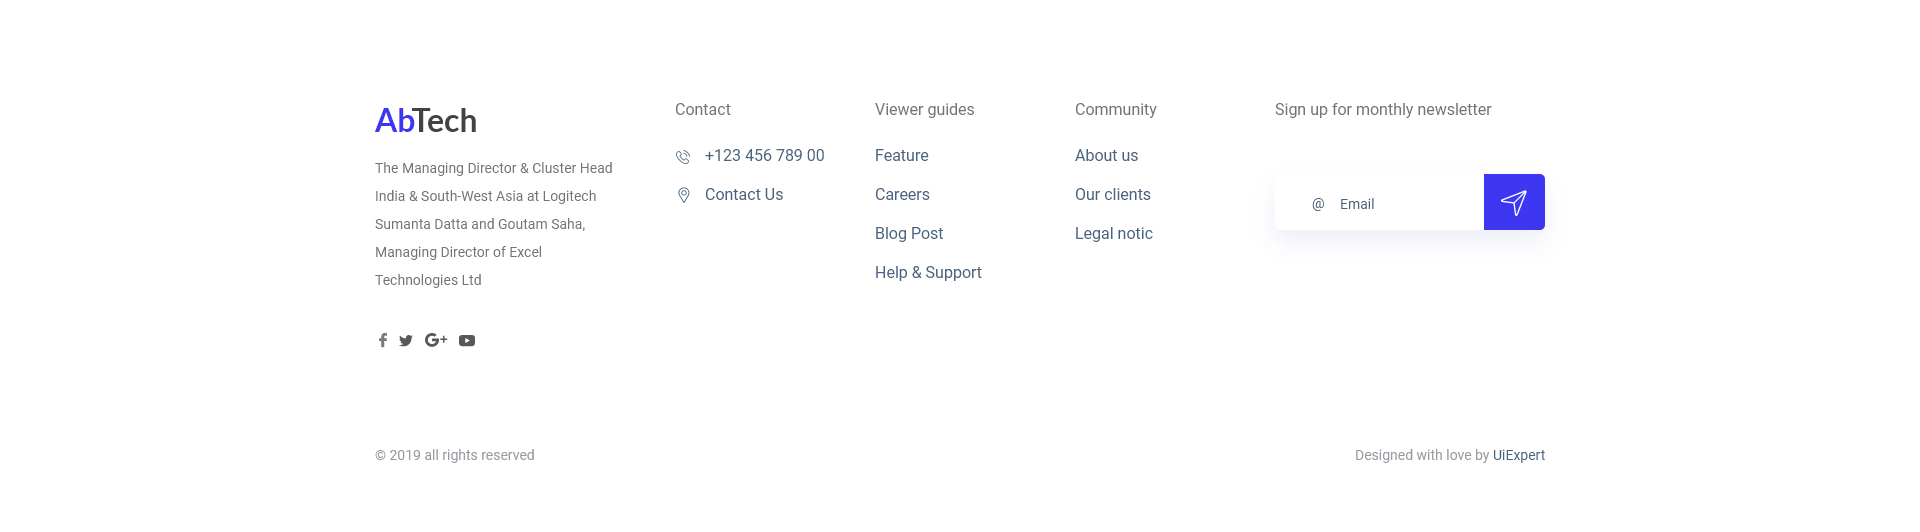 AbTech
The Managing Director & Cluster Head
India & South-West Asia at Logitech
Sumanta Datta and Goutam Saha,
Managing Director of Excel
Technologies Ltd
Contact
+123 456 789 00
Contact Us
Viewer guides
Feature
Careers
Blog Post
Help & Support
Community
About us
Our clients
Legal notic
Sign up for monthly newsletter
@ Email
© 2019 all rights reserved
Designed with love by UiExpert